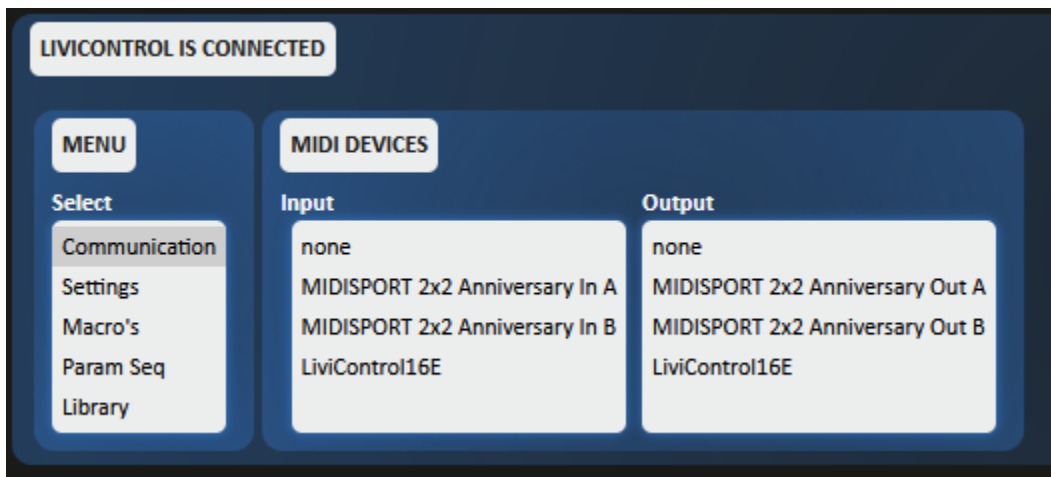 LIVICONTROL IS CONNECTED
MENU
Select
Communication
Settings
Macro's
Param Seq
Library
MIDI DEVICES
Input
none
MIDISPORT 2x2 Anniversary In A
MIDISPORT 2x2 Anniversary In B
LiviControl16E
Output
none
MIDISPORT 2x2 Anniversary Out A
MIDISPORT 2x2 Anniversary Out B
LiviControl16E